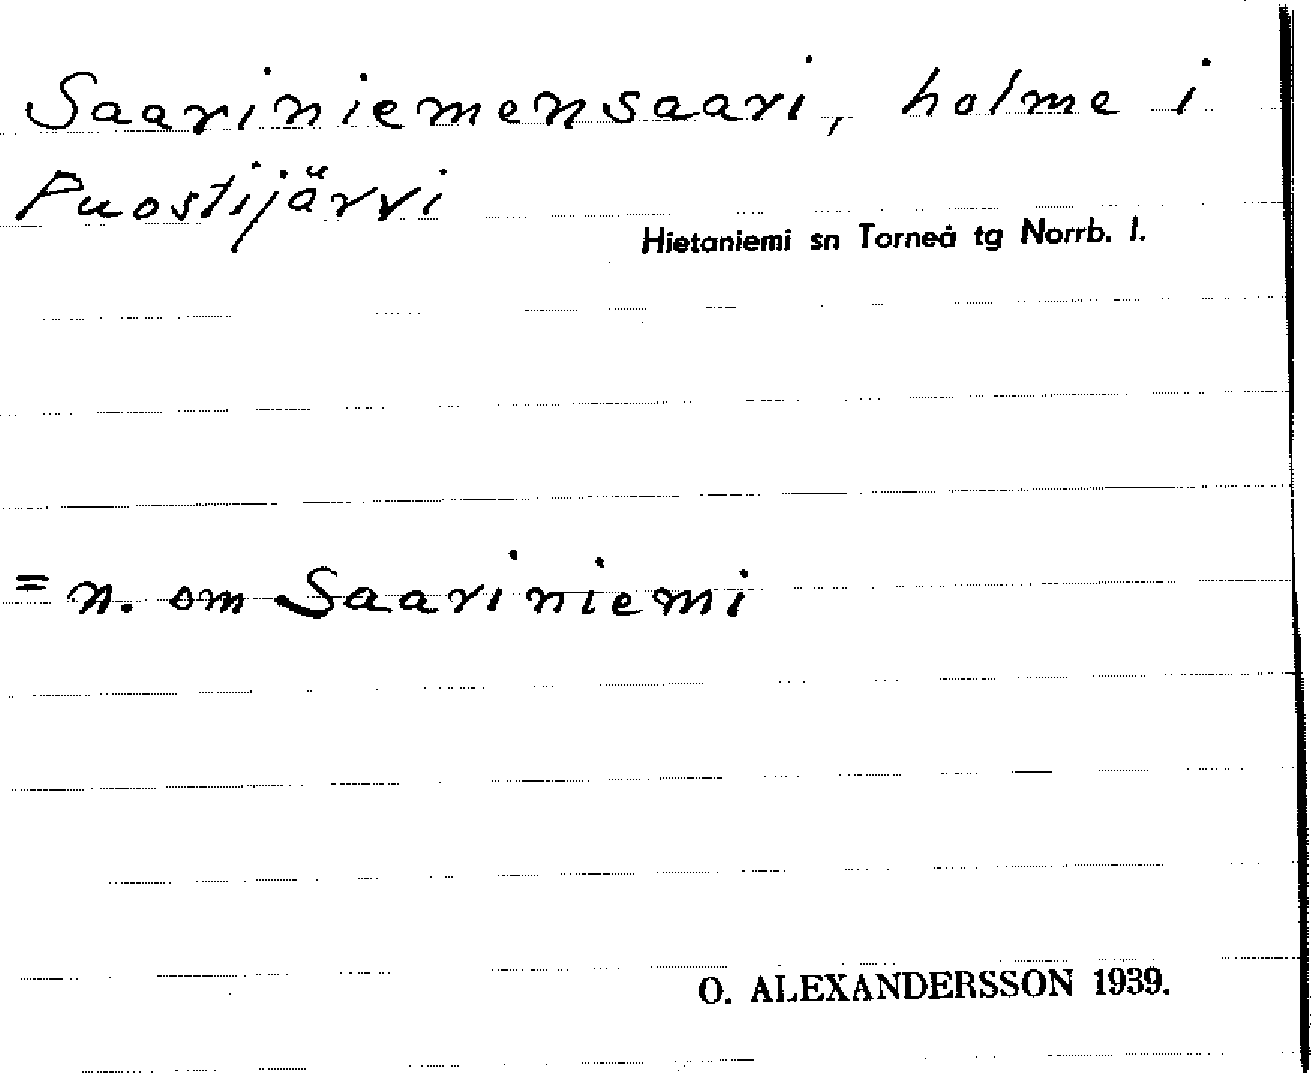 Saariniemensaari, holme i
Puostijärvi
Hietaniemi sn Torneå tg Norrb. l.
= n. om Saariniemi
O. ALEXANDERSSON 1939.